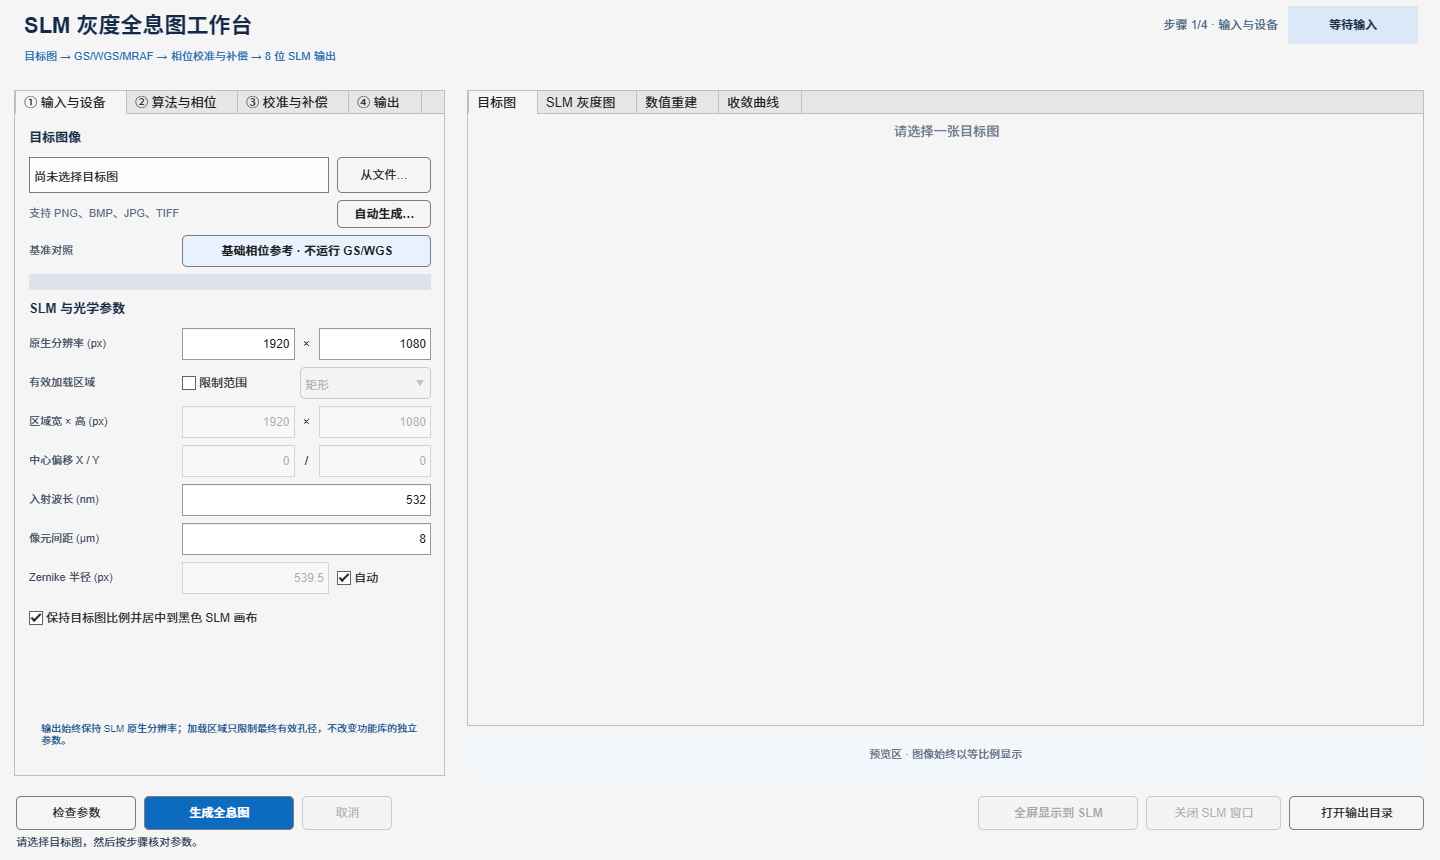 SLM 灰度全息图工作台
目标图 → GS/WGS/MRAF → 相位校准与补偿 → 8 位 SLM 输出
步骤 1/4 · 输入与设备
等待输入
① 输入与设备
② 算法与相位
③ 校准与补偿
④ 输出
目标图像
尚未选择目标图
从文件...
支持 PNG、BMP、JPG、TIFF
自动生成...
基准对照
基础相位参考 · 不运行 GS/WGS
SLM 与光学参数
原生分辨率 (px)
1920 × 1080
有效加载区域
限制范围
矩形
区域宽 × 高 (px)
1920 × 1080
中心偏移 X / Y
0 / 0
入射波长 (nm)
532
像元间距 (µm)
8
Zernike 半径 (px)
539.5
自动
保持目标图比例并居中到黑色 SLM 画布
输出始终保持 SLM 原生分辨率；加载区域只限制最终有效孔径，不改变功能库的独立
参数。
目标图
SLM 灰度图
数值重建
收敛曲线
请选择一张目标图
预览区 · 图像始终以等比例显示
检查参数
生成全息图
取消
全屏显示到 SLM
关闭 SLM 窗口
打开输出目录
请选择目标图，然后按步骤核对参数。